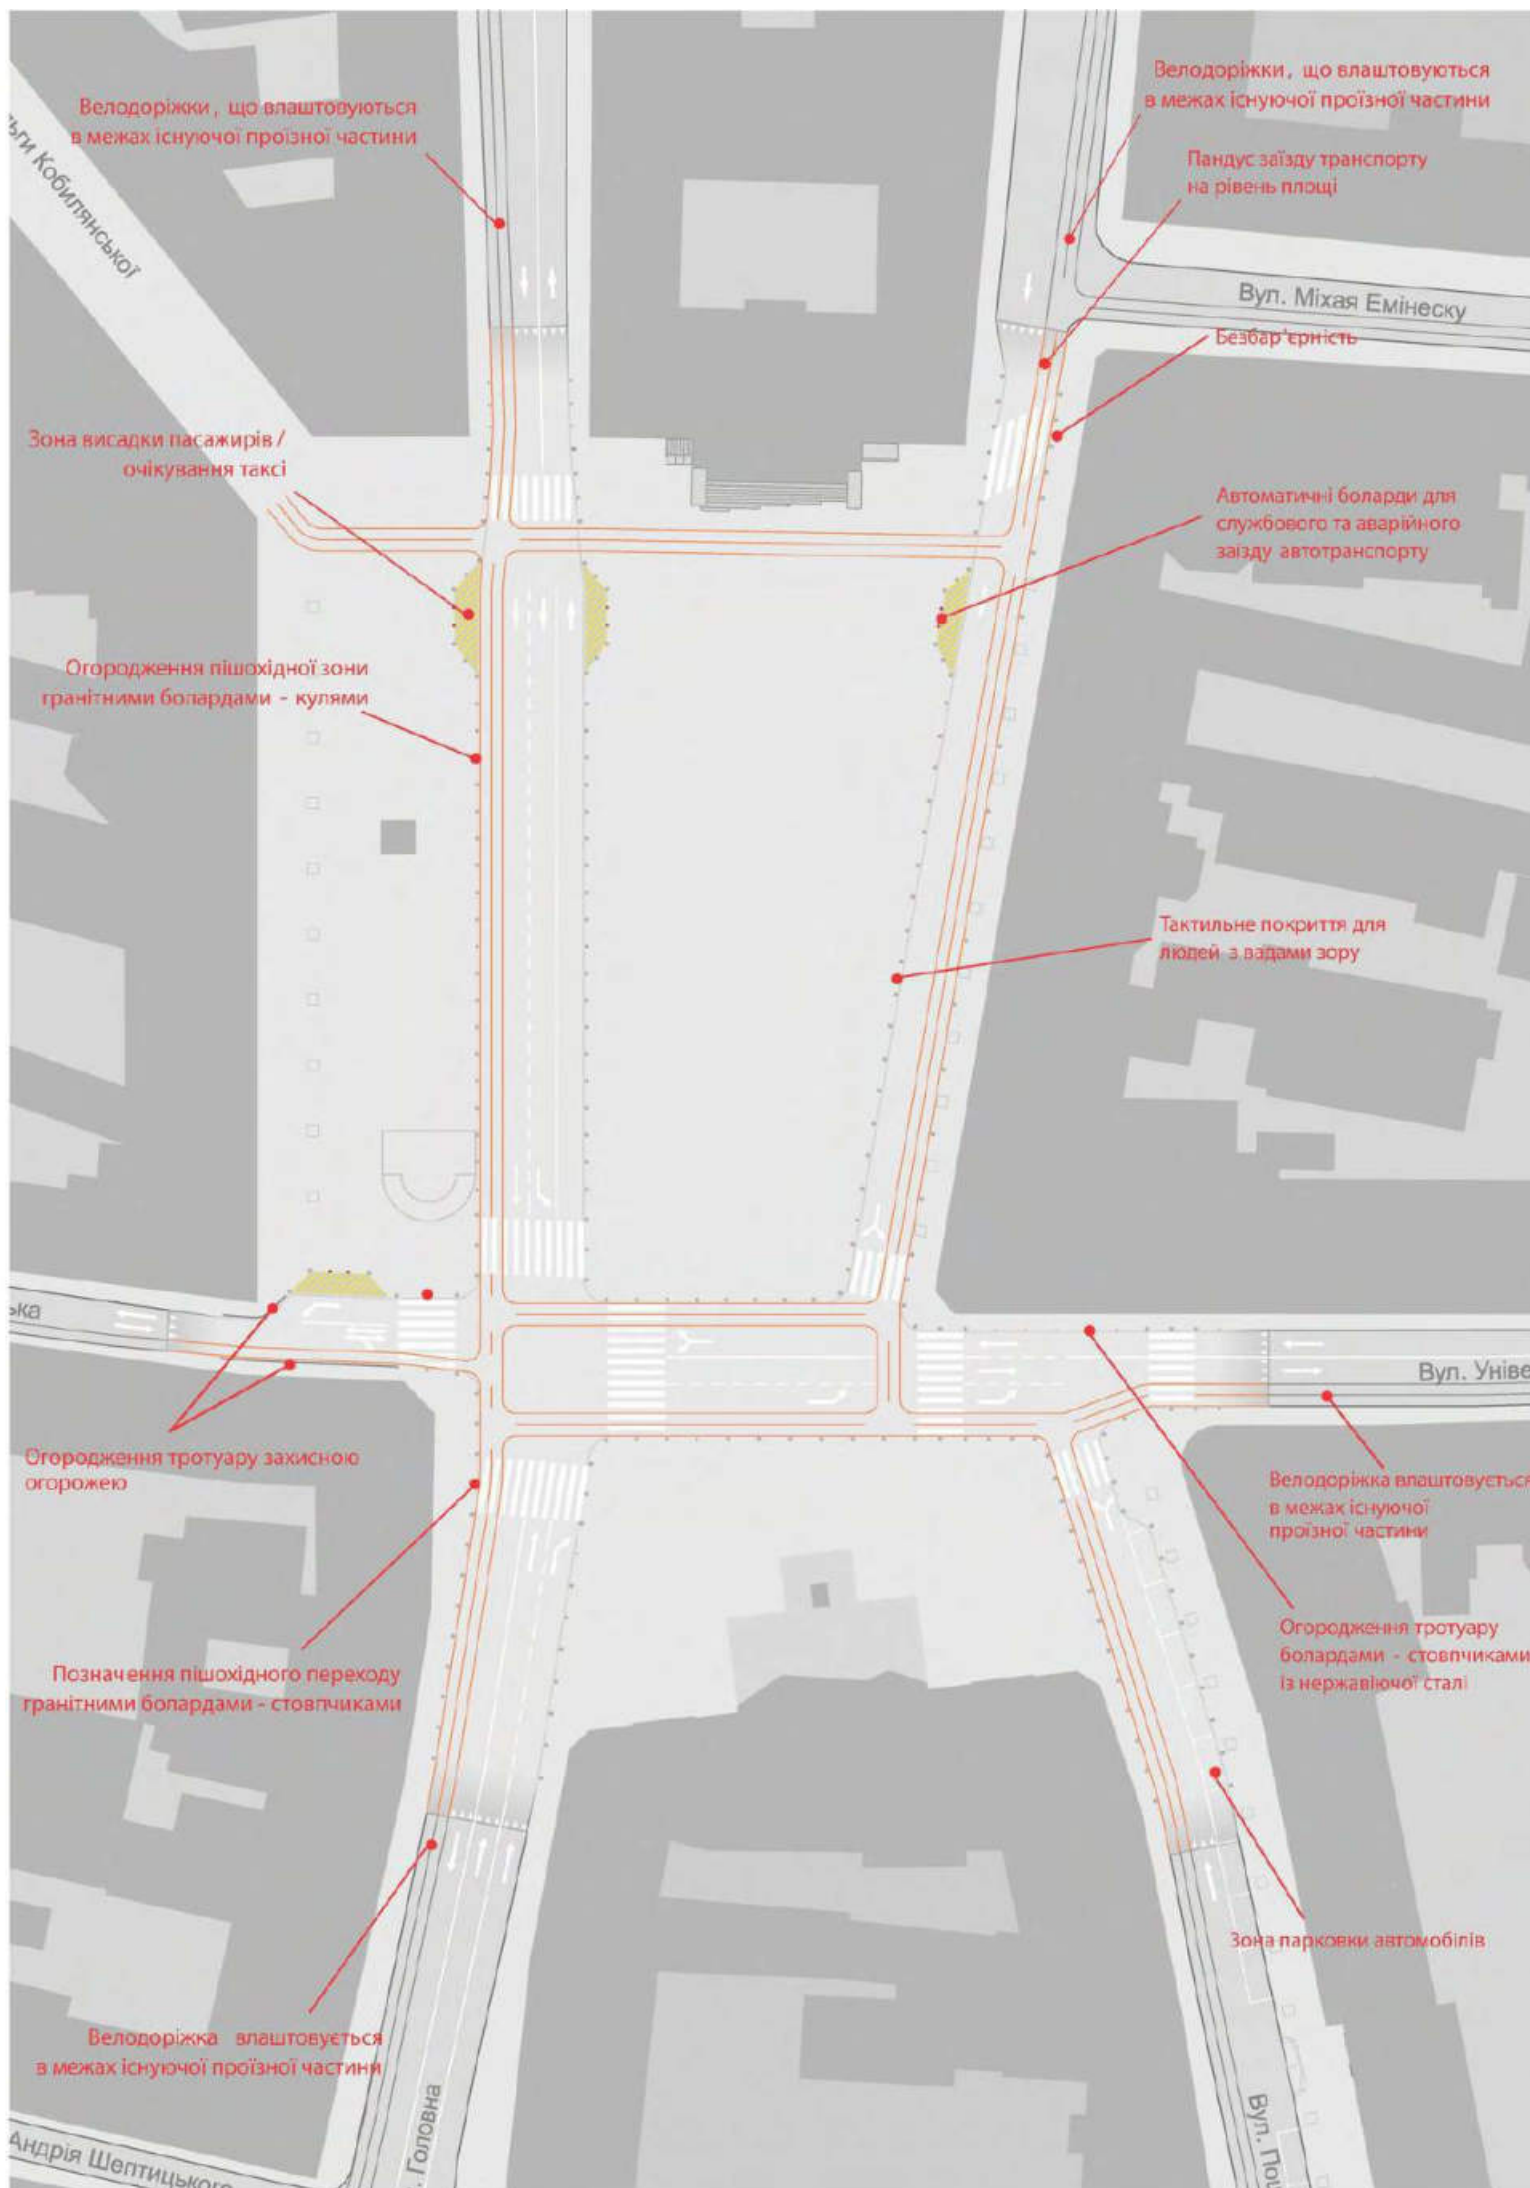 Велодоріжки, що влаштовуються
в межах існуючої проїзної частини
Велодоріжки, що влаштовуються
в межах існуючої проїзної частини
Пандус заїзду транспорту
на рівень площі
ьги Кобилянської
Вул. Міхая Емінеску
Безбар'єрність
Зона висадки пасажирів /
очікування таксі
Автоматичні боларди для
службового та аварійного
заїзду автотранспорту
Огородження пішохідної зони
гранітними болардами - кулями
Тактильне покриття для
людей з вадами зору
ька
Вул. Уніве
Огородження тротуару захисною
огорожею
Велодоріжка влаштовується
в межах існуючої
проїзної частини
Огородження тротуару
болардами - стовпчиками
із нержавіючої сталі
Позначення пішохідного переходу
гранітними болардами - стовпчиками
Зона парковки автомобілів
Велодоріжка влаштовується
в межах існуючої проїзної частини
. Головна
Вул. Пош
Андрія Шептицького